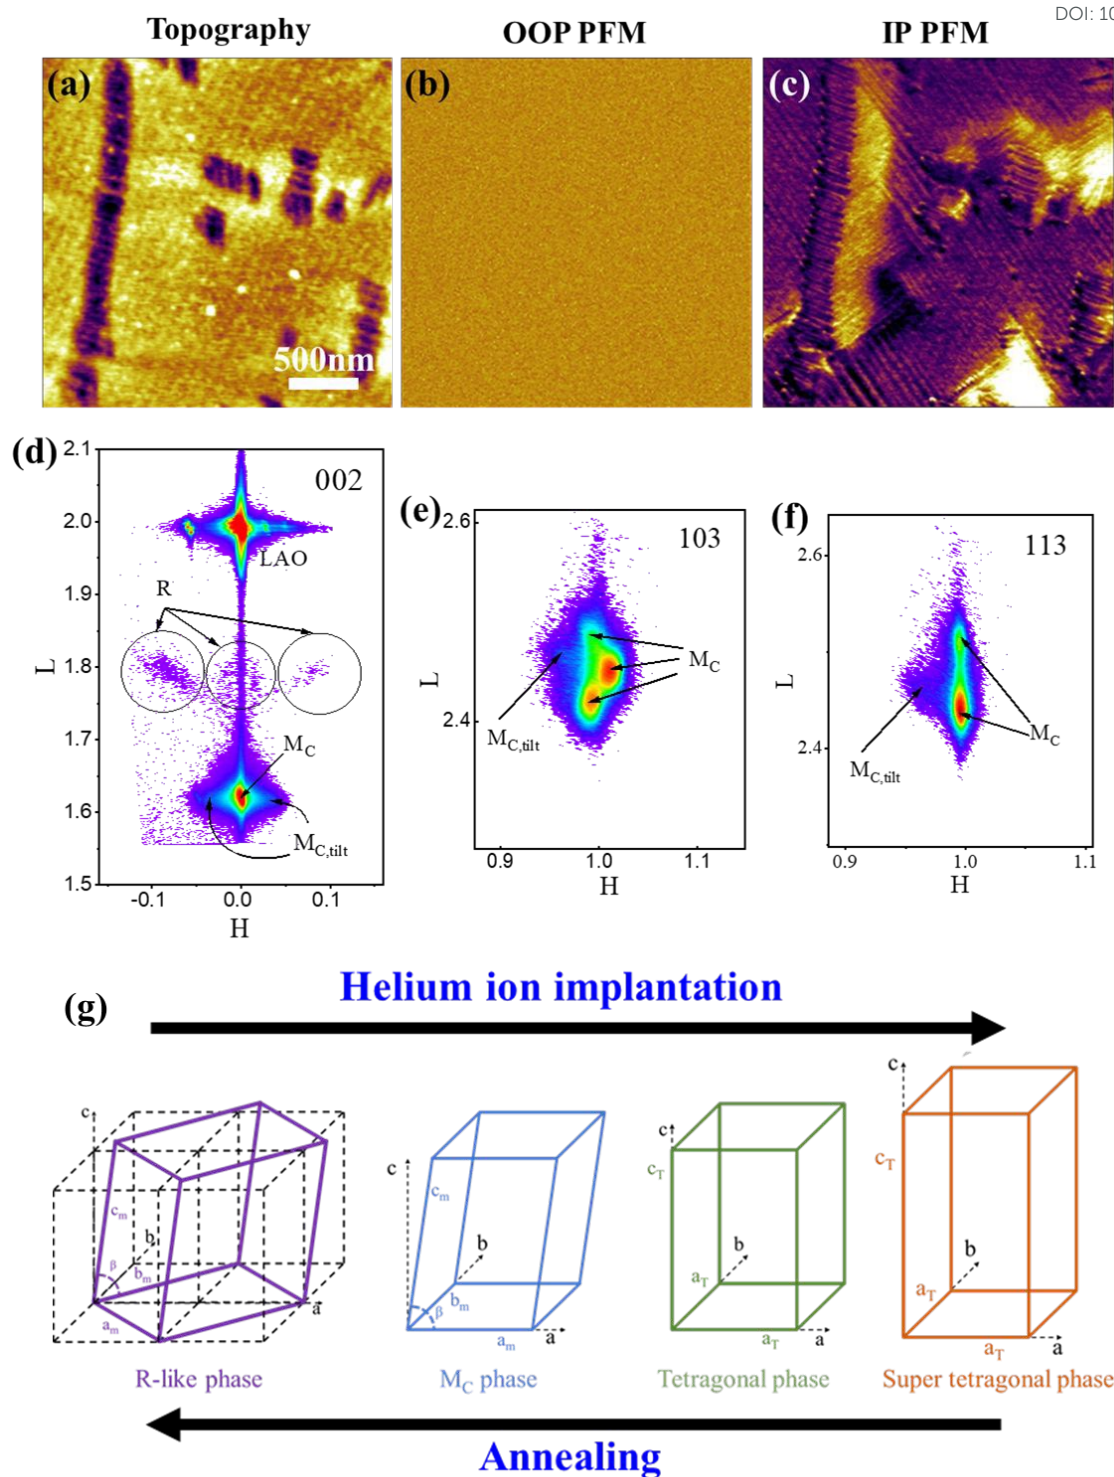 DOI: 10
Topography OOP PFM IP PFM
(a) (b) (c)
500nm
(d) 002
2.1
2.0
1.9
1.8
1.7
1.6
1.5
L
LAO
R
M_C
M_C,tilt
-0.1 0.0 0.1
H
(e) 103
2.6
2.4
L
M_C
M_C,tilt
0.9 1.0 1.1
H
(f) 113
2.6
2.4
L
M_C
M_C,tilt
0.9 1.0 1.1
H
Helium ion implantation
(g)
c
c_m
b
β
b_m
a
a_m
R-like phase
c
c_m
b
b_m
β
a_m a
M_C phase
c
c_T
b
a_T
a_T a
Tetragonal phase
c
c_T
b
a_T
a_T a
Super tetragonal phase
Annealing